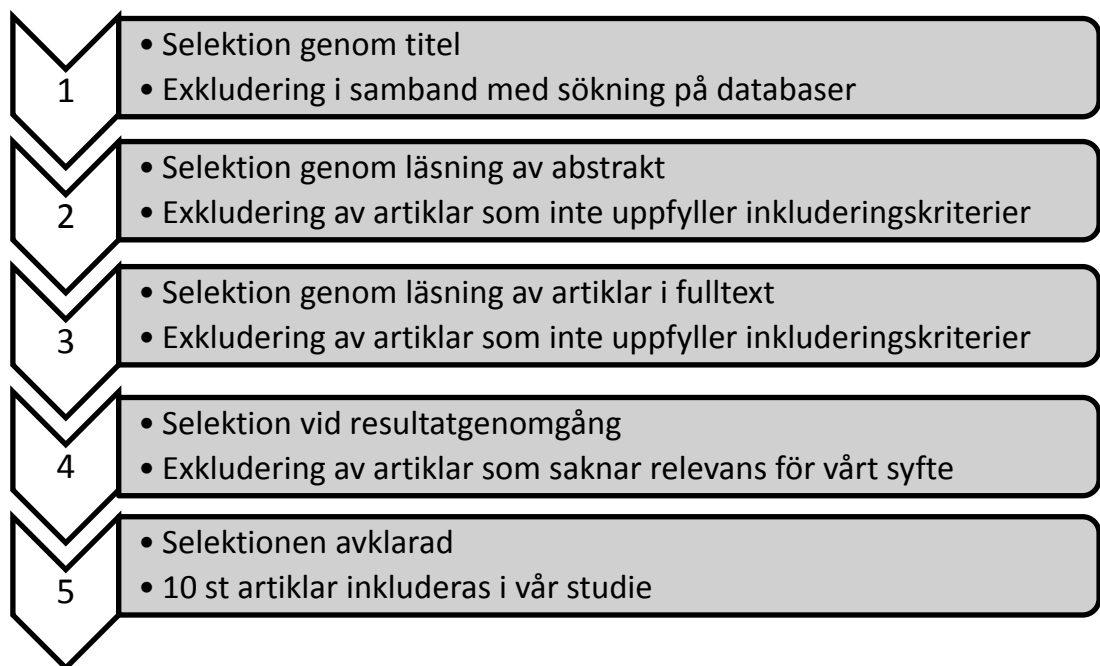 1
• Selektion genom titel
• Exkludering i samband med sökning på databaser
2
• Selektion genom läsning av abstrakt
• Exkludering av artiklar som inte uppfyller inkluderingskriterier
3
• Selektion genom läsning av artiklar i fulltext
• Exkludering av artiklar som inte uppfyller inkluderingskriterier
4
• Selektion vid resultatgenomgång
• Exkludering av artiklar som saknar relevans för vårt syfte
5
• Selektionen avklarad
• 10 st artiklar inkluderas i vår studie